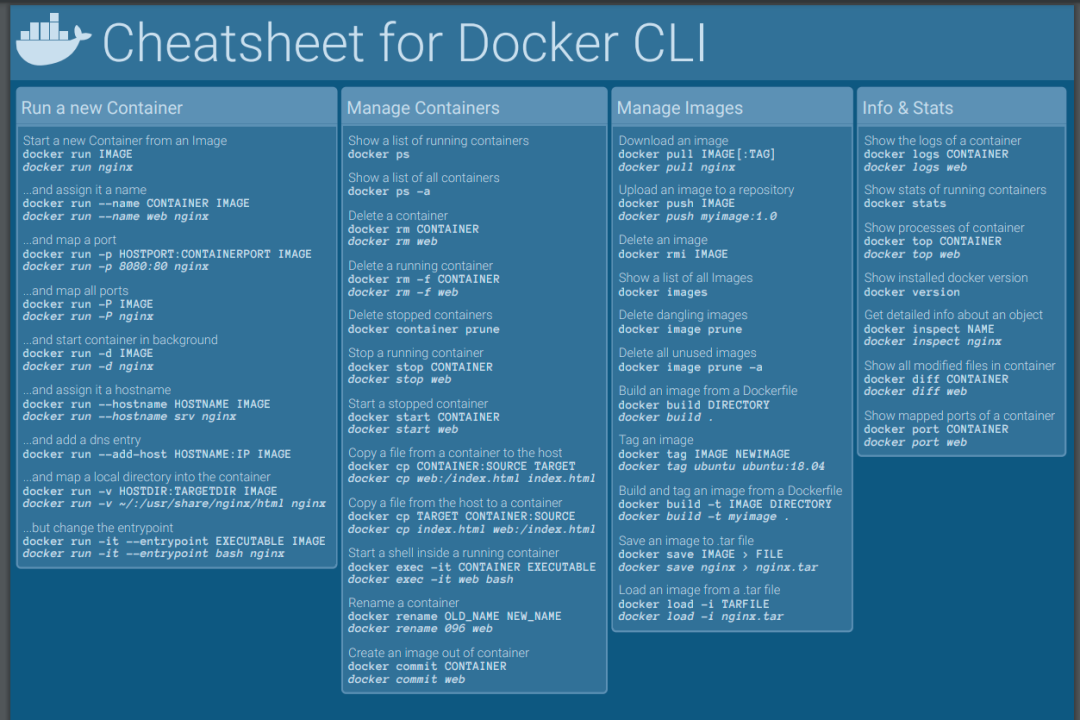 Cheatsheet for Docker CLI
Run a new Container
Start a new Container from an Image
docker run IMAGE
docker run nginx
...and assign it a name
docker run --name CONTAINER IMAGE
docker run --name web nginx
...and map a port
docker run -p HOSTPORT:CONTAINERPORT IMAGE
docker run -p 8080:80 nginx
...and map all ports
docker run -P IMAGE
docker run -P nginx
...and start container in background
docker run -d IMAGE
docker run -d nginx
...and assign it a hostname
docker run --hostname HOSTNAME IMAGE
docker run --hostname srv nginx
...and add a dns entry
docker run --add-host HOSTNAME:IP IMAGE
...and map a local directory into the container
docker run -v HOSTDIR:TARGETDIR IMAGE
docker run -v ~/:/usr/share/nginx/html nginx
...but change the entrypoint
docker run -it --entrypoint EXECUTABLE IMAGE
docker run -it --entrypoint bash nginx
Manage Containers
Show a list of running containers
docker ps
Show a list of all containers
docker ps -a
Delete a container
docker rm CONTAINER
docker rm web
Delete a running container
docker rm -f CONTAINER
docker rm -f web
Delete stopped containers
docker container prune
Stop a running container
docker stop CONTAINER
docker stop web
Start a stopped container
docker start CONTAINER
docker start web
Copy a file from a container to the host
docker cp CONTAINER:SOURCE TARGET
docker cp web:/index.html index.html
Copy a file from the host to a container
docker cp TARGET CONTAINER:SOURCE
docker cp index.html web:/index.html
Start a shell inside a running container
docker exec -it CONTAINER EXECUTABLE
docker exec -it web bash
Rename a container
docker rename OLD_NAME NEW_NAME
docker rename 096 web
Create an image out of container
docker commit CONTAINER
docker commit web
Manage Images
Download an image
docker pull IMAGE[:TAG]
docker pull nginx
Upload an image to a repository
docker push IMAGE
docker push myimage:1.0
Delete an image
docker rmi IMAGE
Show a list of all Images
docker images
Delete dangling images
docker image prune
Delete all unused images
docker image prune -a
Build an image from a Dockerfile
docker build DIRECTORY
docker build .
Tag an image
docker tag IMAGE NEWIMAGE
docker tag ubuntu ubuntu:18.04
Build and tag an image from a Dockerfile
docker build -t IMAGE DIRECTORY
docker build -t myimage .
Save an image to .tar file
docker save IMAGE > FILE
docker save nginx > nginx.tar
Load an image from a .tar file
docker load -i TARFILE
docker load -i nginx.tar
Info & Stats
Show the logs of a container
docker logs CONTAINER
docker logs web
Show stats of running containers
docker stats
Show processes of container
docker top CONTAINER
docker top web
Show installed docker version
docker version
Get detailed info about an object
docker inspect NAME
docker inspect nginx
Show all modified files in container
docker diff CONTAINER
docker diff web
Show mapped ports of a container
docker port CONTAINER
docker port web